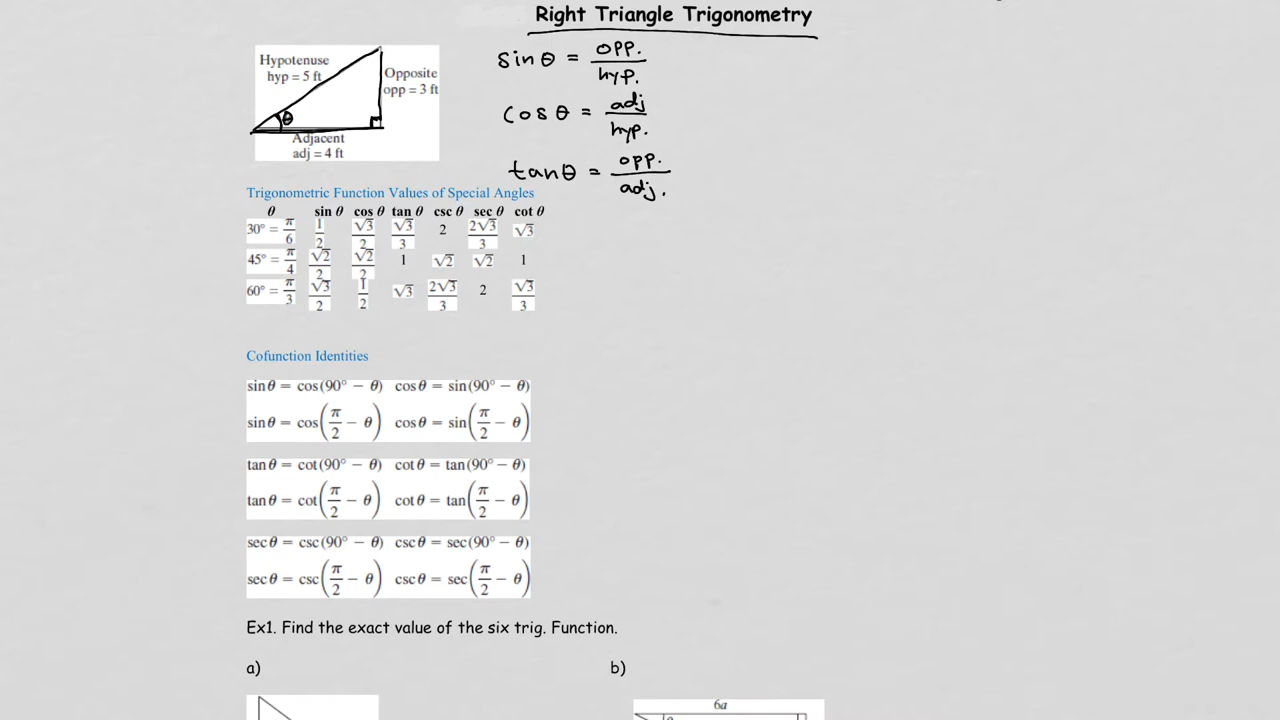 Right Triangle Trigonometry
Hypotenuse
hyp = 5 ft
Opposite
opp = 3 ft
θ
Adjacent
adj = 4 ft
sin θ = opp. / hyp.
cos θ = adj / hyp.
tan θ = opp. / adj.
Trigonometric Function Values of Special Angles
θ sin θ cos θ tan θ csc θ sec θ cot θ
30° = π/6 1/2 √3/2 √3/3 2 2√3/3 √3
45° = π/4 √2/2 √2/2 1 √2 √2 1
60° = π/3 √3/2 1/2 √3 2√3/3 2 √3/3
Cofunction Identities
sin θ = cos(90° − θ) cos θ = sin(90° − θ)
sin θ = cos(π/2 − θ) cos θ = sin(π/2 − θ)
tan θ = cot(90° − θ) cot θ = tan(90° − θ)
tan θ = cot(π/2 − θ) cot θ = tan(π/2 − θ)
sec θ = csc(90° − θ) csc θ = sec(90° − θ)
sec θ = csc(π/2 − θ) csc θ = sec(π/2 − θ)
Ex1. Find the exact value of the six trig. Function.
a) b)
6a